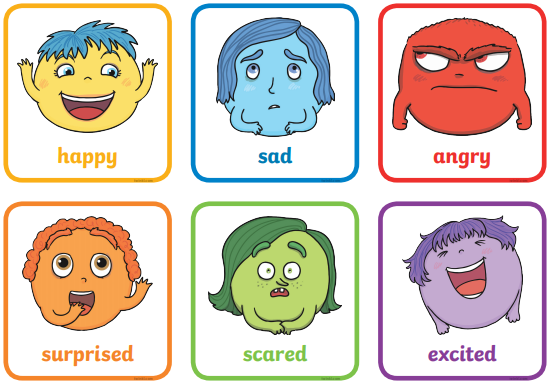 happy
sad
angry
surprised
scared
excited